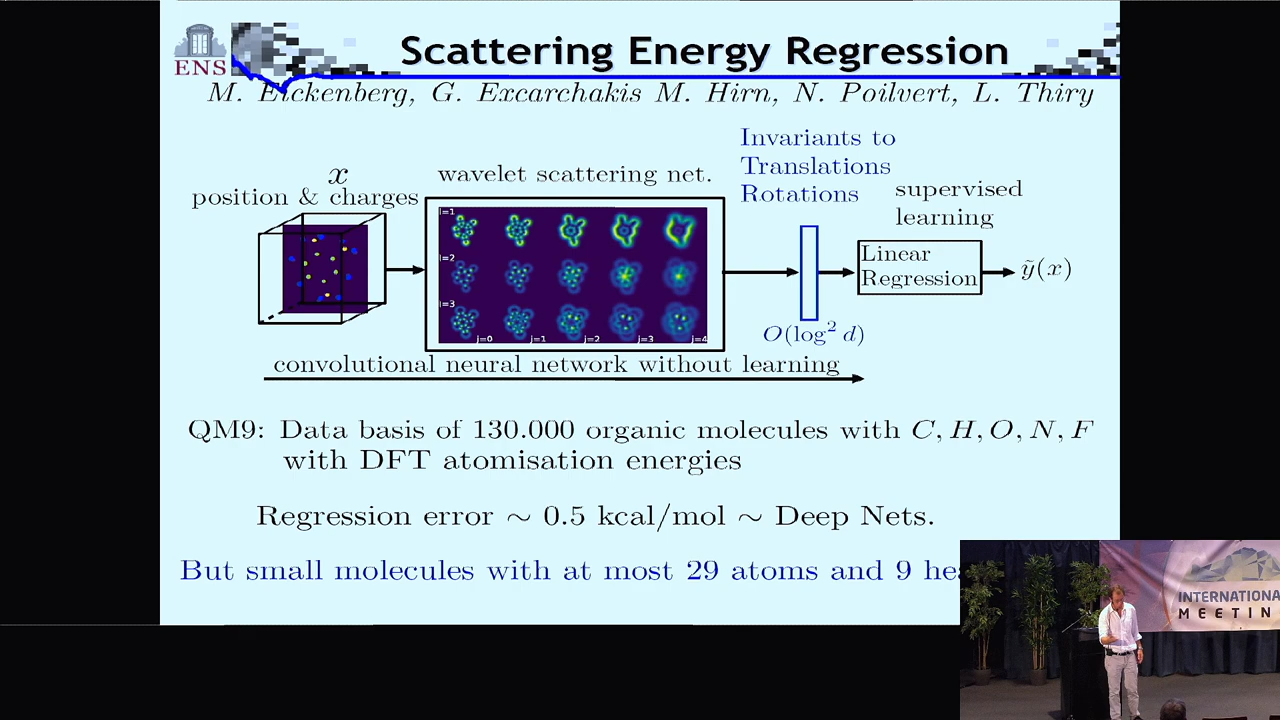 ENS
Scattering Energy Regression
M. Eickenberg, G. Excarchakis M. Hirn, N. Poilvert, L. Thiry
x
position & charges
wavelet scattering net.
Invariants to
Translations
Rotations
supervised
learning
l=1
l=2
l=3
j=0 j=1 j=2 j=3 j=4
Linear
Regression
ỹ(x)
O(log² d)
convolutional neural network without learning
QM9: Data basis of 130.000 organic molecules with C, H, O, N, F
with DFT atomisation energies
Regression error ∼ 0.5 kcal/mol ∼ Deep Nets.
But small molecules with at most 29 atoms and 9
INTERNATIONA
MEETIN